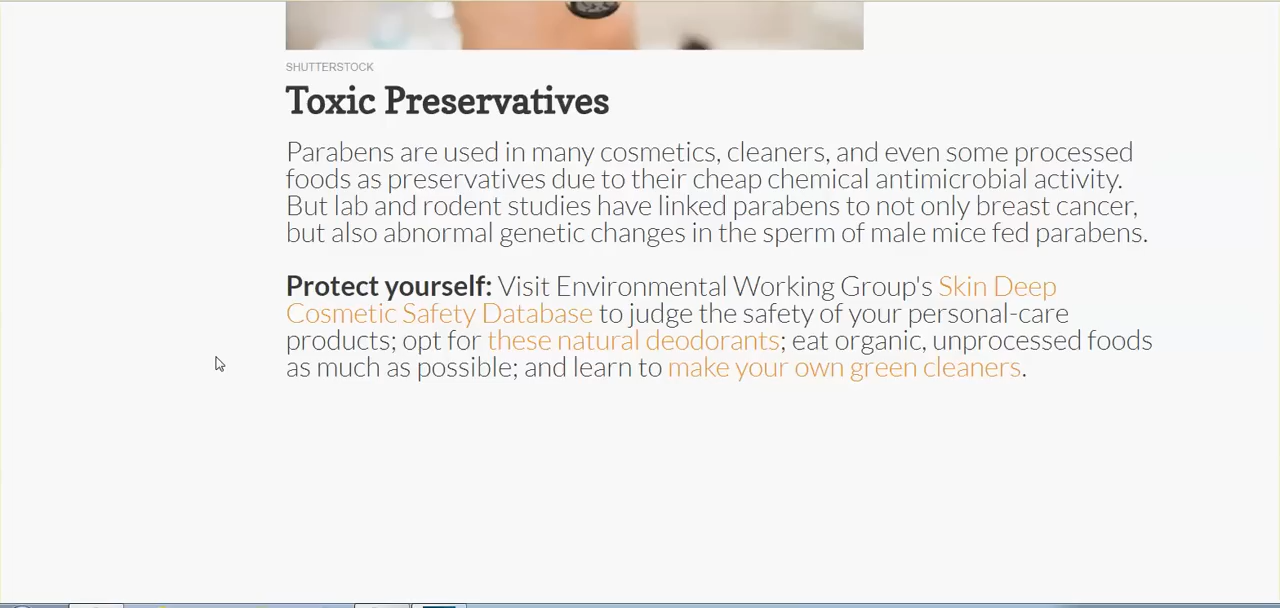 SHUTTERSTOCK
Toxic Preservatives
Parabens are used in many cosmetics, cleaners, and even some processed
foods as preservatives due to their cheap chemical antimicrobial activity.
But lab and rodent studies have linked parabens to not only breast cancer,
but also abnormal genetic changes in the sperm of male mice fed parabens.
Protect yourself: Visit Environmental Working Group's Skin Deep
Cosmetic Safety Database to judge the safety of your personal-care
products; opt for these natural deodorants; eat organic, unprocessed foods
as much as possible; and learn to make your own green cleaners.